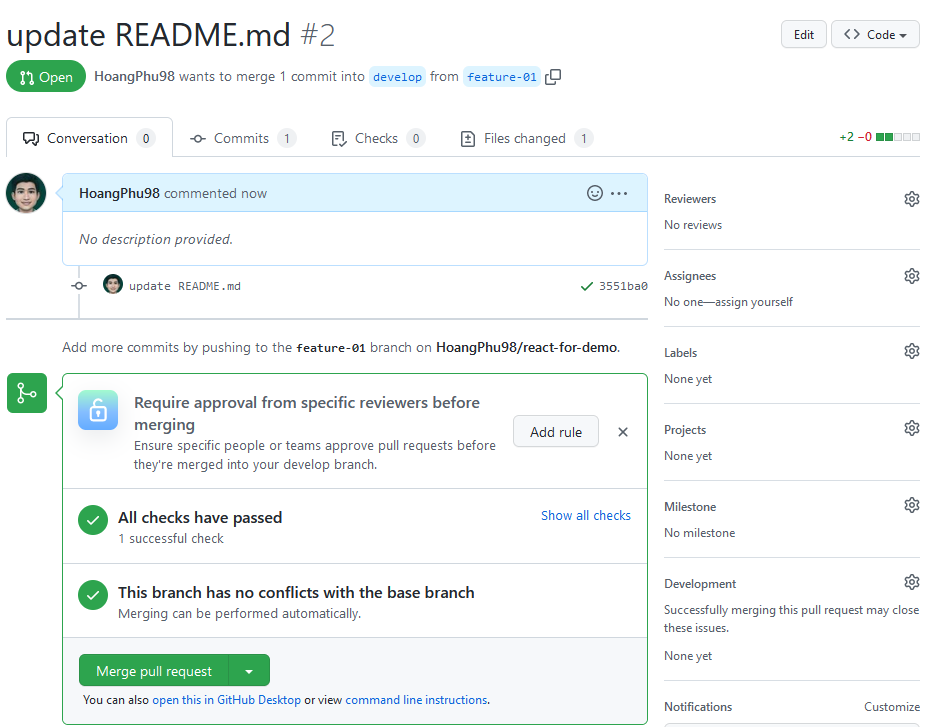 update README.md #2
Edit
Code
Open
HoangPhu98 wants to merge 1 commit into develop from feature-01
Conversation 0
Commits 1
Checks 0
Files changed 1
+2 −0
HoangPhu98 commented now
No description provided.
update README.md
3551ba0
Add more commits by pushing to the feature-01 branch on HoangPhu98/react-for-demo.
Require approval from specific reviewers before
merging
Ensure specific people or teams approve pull requests before
they're merged into your develop branch.
Add rule
All checks have passed
1 successful check
Show all checks
This branch has no conflicts with the base branch
Merging can be performed automatically.
Merge pull request
You can also open this in GitHub Desktop or view command line instructions.
Reviewers
No reviews
Assignees
No one—assign yourself
Labels
None yet
Projects
None yet
Milestone
No milestone
Development
Successfully merging this pull request may close
these issues.
None yet
Notifications
Customize